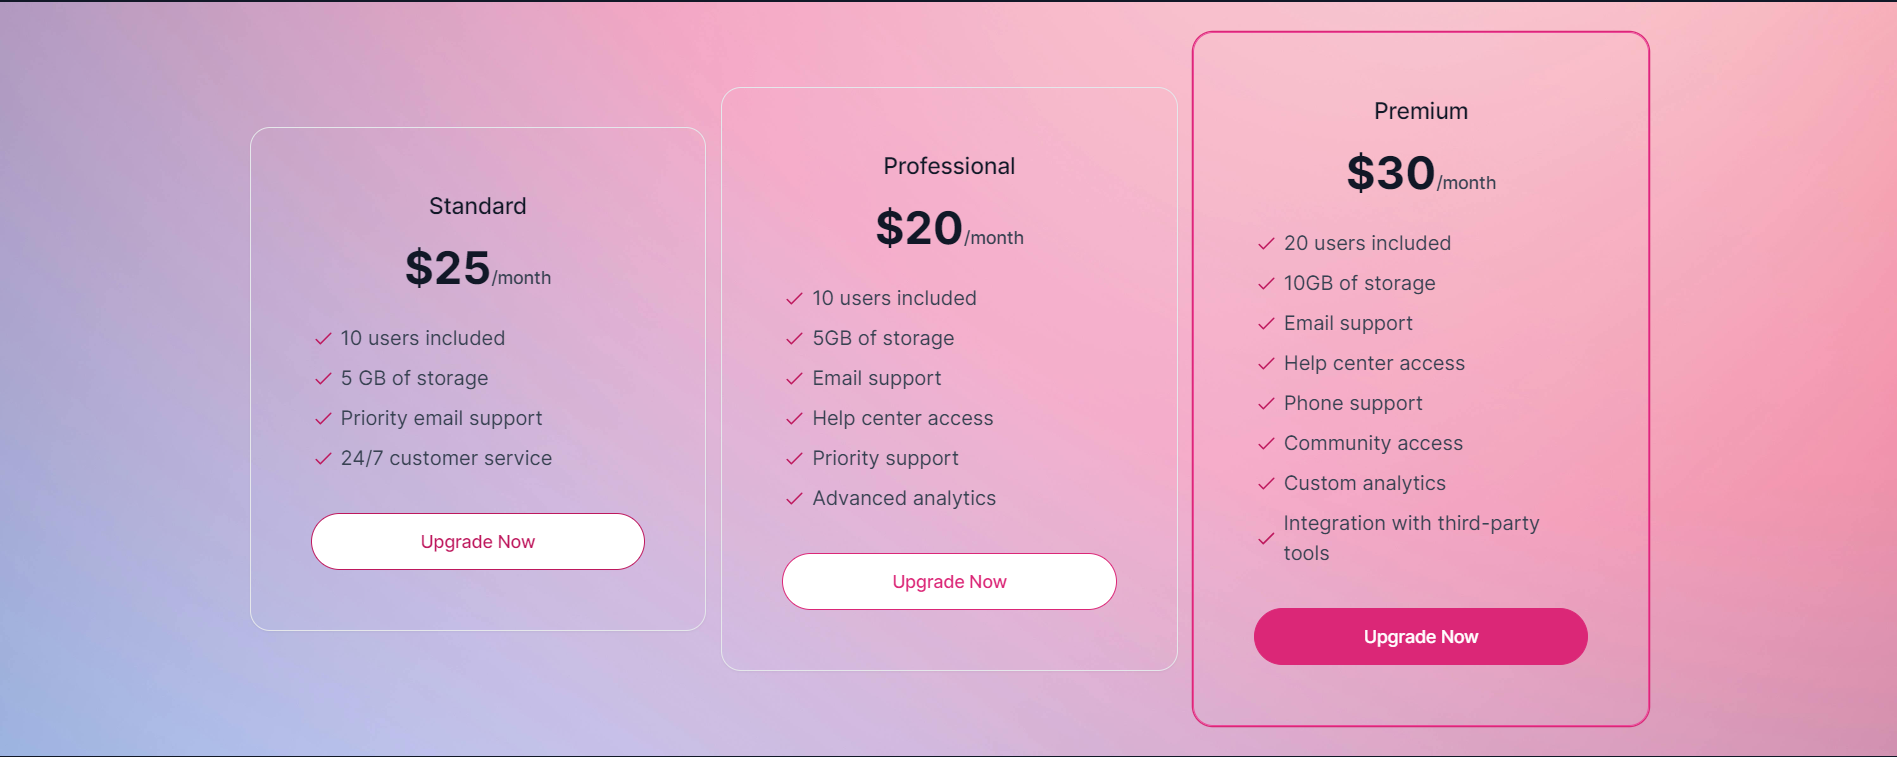 Standard
$25/month
10 users included
5 GB of storage
Priority email support
24/7 customer service
Upgrade Now
Professional
$20/month
10 users included
5GB of storage
Email support
Help center access
Priority support
Advanced analytics
Upgrade Now
Premium
$30/month
20 users included
10GB of storage
Email support
Help center access
Phone support
Community access
Custom analytics
Integration with third-party
tools
Upgrade Now